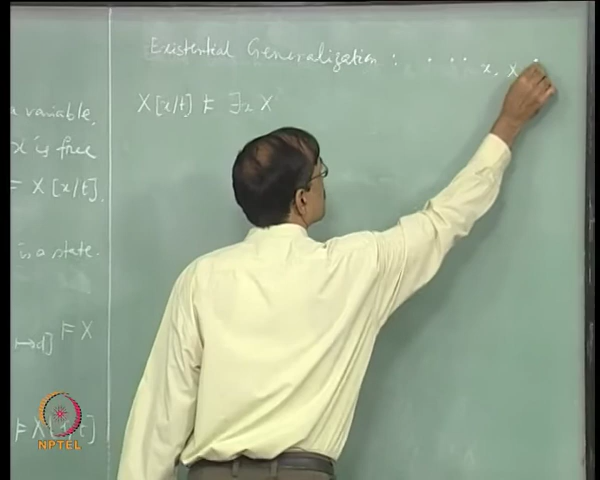 a variable,
x is free
⊨ X[x/t].
is a state.
↦d] ⊨ X
⊨ X[x/t]
Existential Generalization : . . . x, X
X[x/t] ⊨ ∃x X
NPTEL